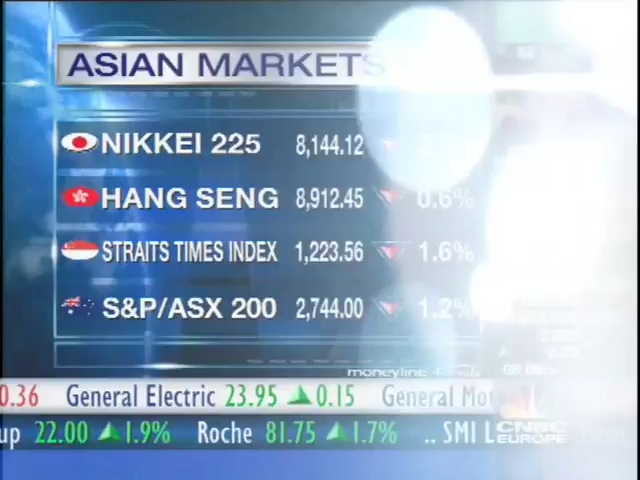 ASIAN MARKETS
NIKKEI 225 8,144.12
HANG SENG 8,912.45 0.6%
STRAITS TIMES INDEX 1,223.56 1.6%
S&P/ASX 200 2,744.00 1.2%
moneyline
0.36 General Electric 23.95 0.15 General Mo
up 22.00 1.9% Roche 81.75 1.7% .. SMI L
CNBC
EUROPE